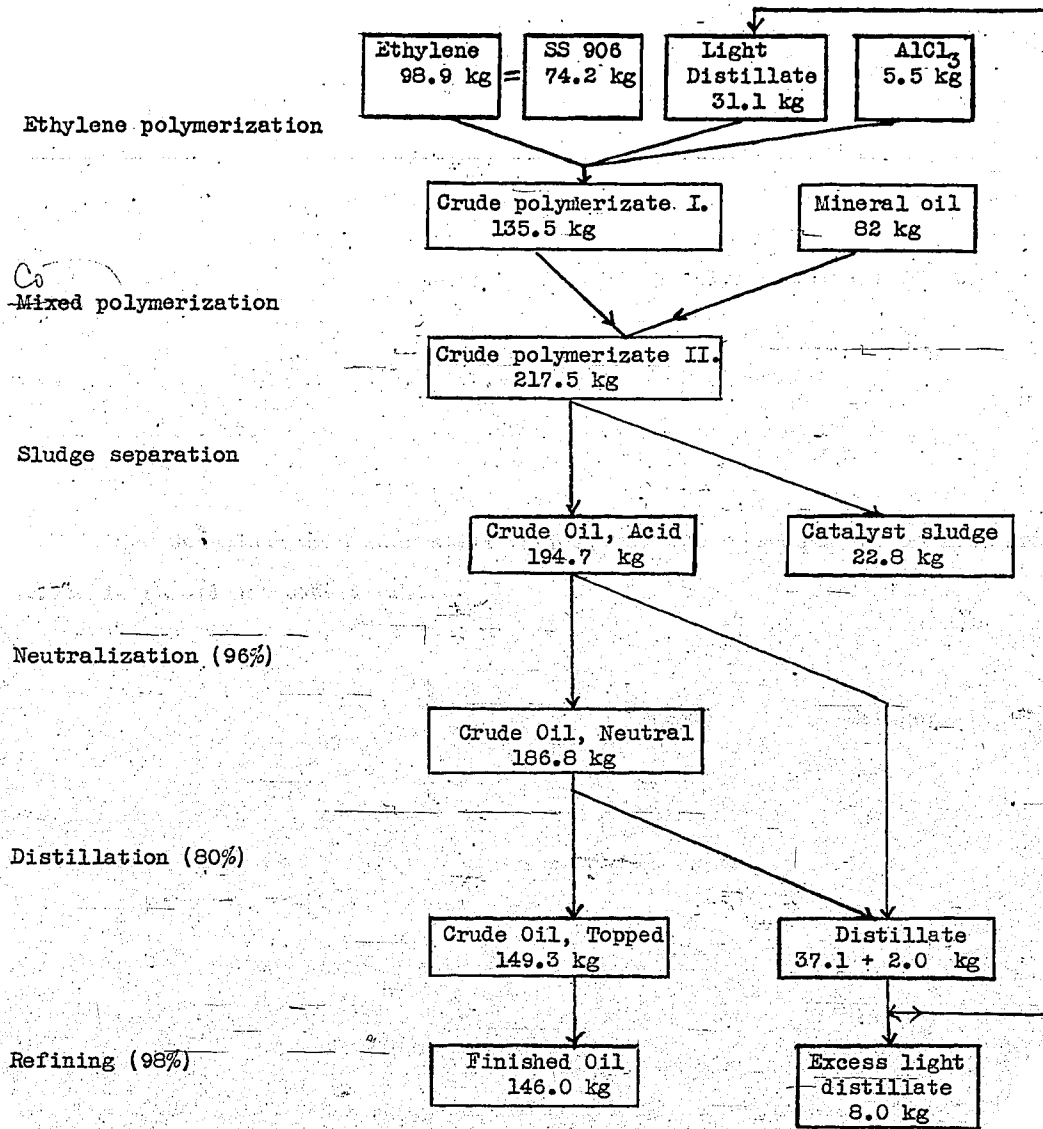 Ethylene
98.9 kg
=
SS 906
74.2 kg
Light
Distillate
31.1 kg
AlCl3
5.5 kg
Ethylene polymerization
Crude polymerizate I.
135.5 kg
Mineral oil
82 kg
Co
Mixed polymerization
Crude polymerizate II.
217.5 kg
Sludge separation
Crude Oil, Acid
194.7 kg
Catalyst sludge
22.8 kg
Neutralization (96%)
Crude Oil, Neutral
186.8 kg
Distillation (80%)
Crude Oil, Topped
149.3 kg
Distillate
37.1 + 2.0 kg
Refining (98%)
Finished Oil
146.0 kg
Excess light
distillate
8.0 kg